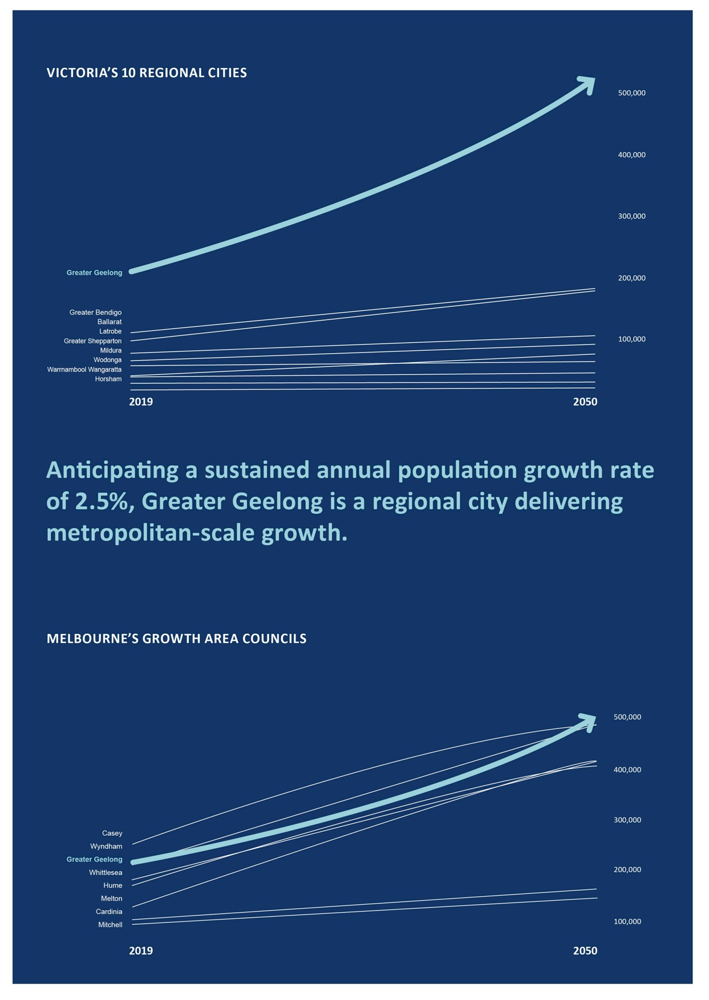 VICTORIA’S 10 REGIONAL CITIES
500,000
400,000
300,000
Greater Geelong
200,000
Greater Bendigo
Ballarat
Latrobe
Greater Shepparton
100,000
Mildura
Wodonga
Warrnambool Wangaratta
Horsham
2019
2050
Anticipating a sustained annual population growth rate
of 2.5%, Greater Geelong is a regional city delivering
metropolitan-scale growth.
MELBOURNE’S GROWTH AREA COUNCILS
500,000
400,000
300,000
Casey
Wyndham
Greater Geelong
Whittlesea
200,000
Hume
Melton
Cardinia
Mitchell
100,000
2019
2050